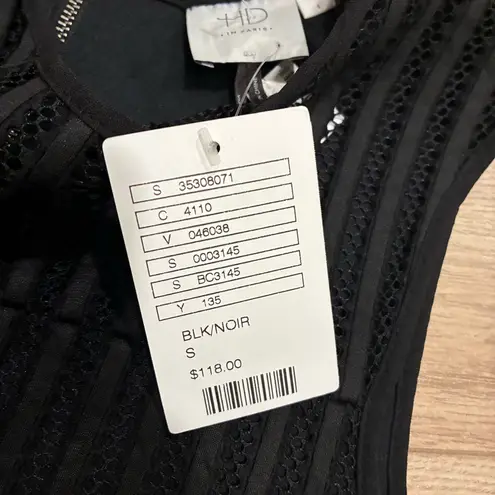 HD
IN PARIS
S 35308071
C 4110
V 046038
S 0003145
S BC3145
Y 135
BLK/NOIR
S
$118.00